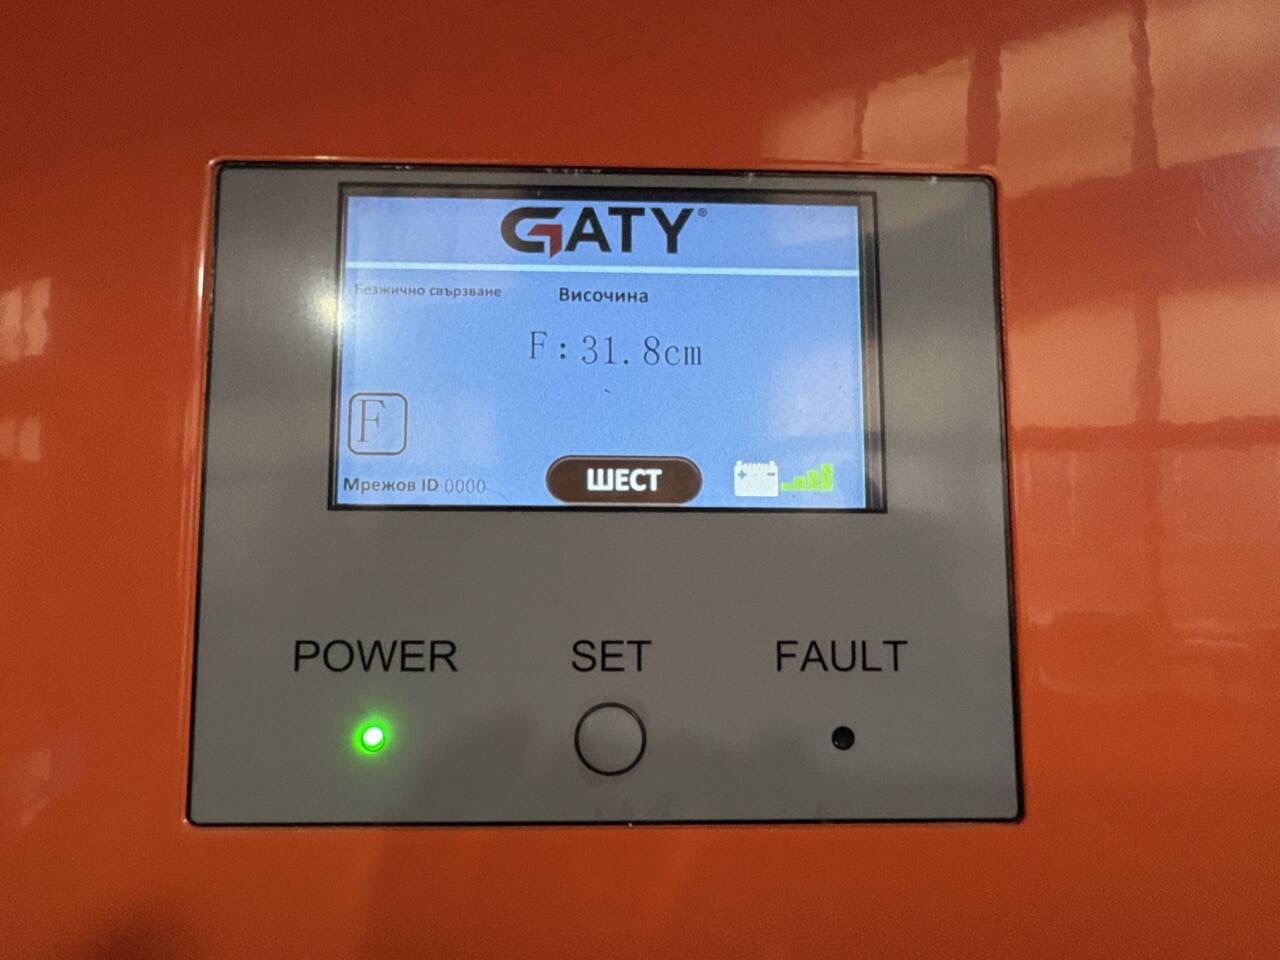 GATY®
Безжично свързване Височина
F:31.8cm
F
Мрежов ID 0000 ШЕСТ
POWER SET FAULT